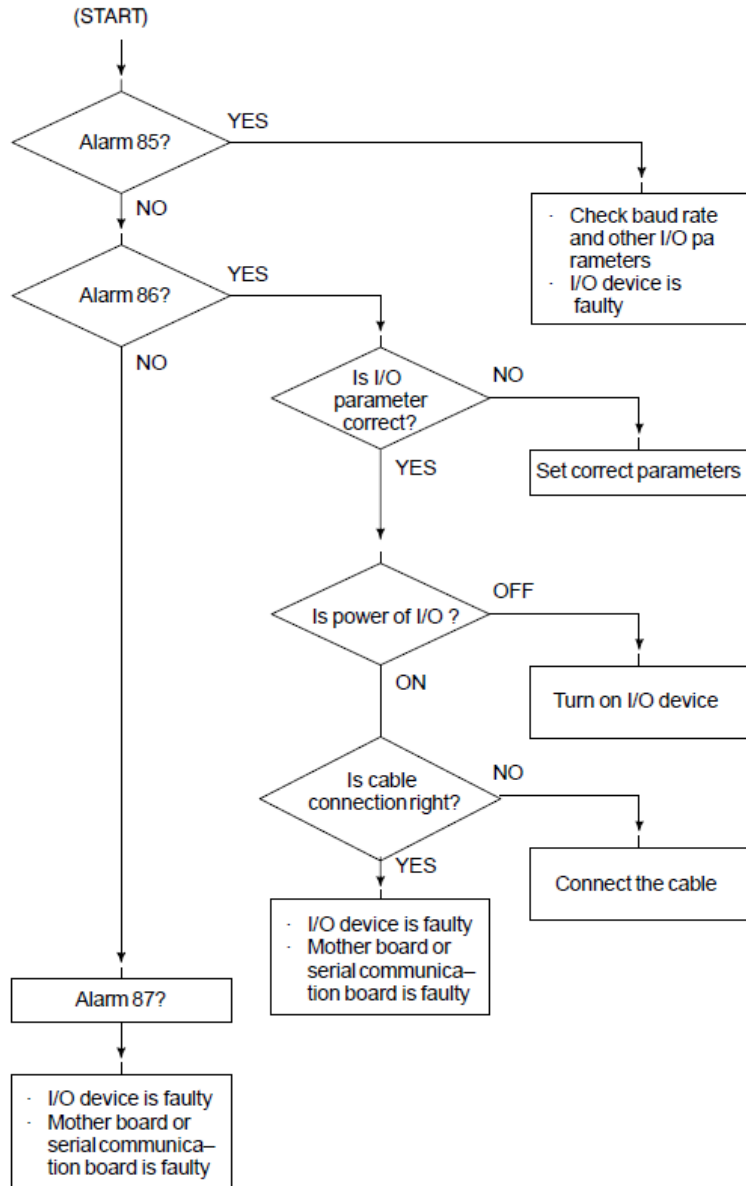 (START)
Alarm 85?
YES
NO
· Check baud rate
and other I/O pa
rameters
· I/O device is
faulty
Alarm 86?
YES
NO
Is I/O
parameter
correct?
NO
YES
Set correct parameters
Is power of I/O ?
OFF
ON
Turn on I/O device
Is cable
connection right?
NO
YES
Connect the cable
· I/O device is faulty
· Mother board or
serial communica–
tion board is faulty
Alarm 87?
· I/O device is faulty
· Mother board or
serial communica–
tion board is faulty